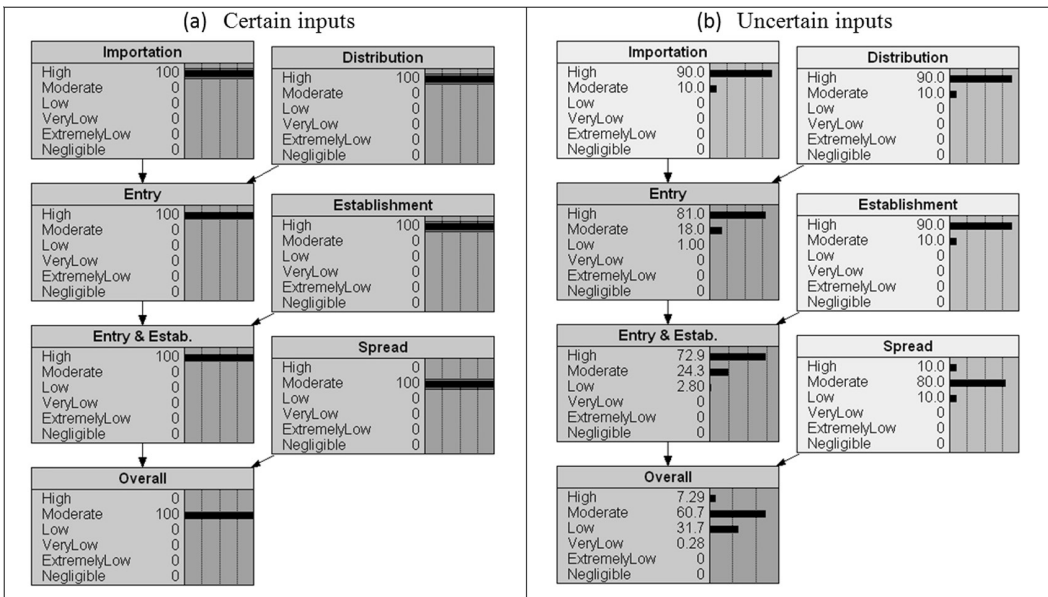 (a) Certain inputs
Importation
High 100
Moderate 0
Low 0
VeryLow 0
ExtremelyLow 0
Negligible 0
Distribution
High 100
Moderate 0
Low 0
VeryLow 0
ExtremelyLow 0
Negligible 0
Entry
High 100
Moderate 0
Low 0
VeryLow 0
ExtremelyLow 0
Negligible 0
Establishment
High 100
Moderate 0
Low 0
VeryLow 0
ExtremelyLow 0
Negligible 0
Entry & Estab.
High 100
Moderate 0
Low 0
VeryLow 0
ExtremelyLow 0
Negligible 0
Spread
High 0
Moderate 100
Low 0
VeryLow 0
ExtremelyLow 0
Negligible 0
Overall
High 0
Moderate 100
Low 0
VeryLow 0
ExtremelyLow 0
Negligible 0
(b) Uncertain inputs
Importation
High 90.0
Moderate 10.0
Low 0
VeryLow 0
ExtremelyLow 0
Negligible 0
Distribution
High 90.0
Moderate 10.0
Low 0
VeryLow 0
ExtremelyLow 0
Negligible 0
Entry
High 81.0
Moderate 18.0
Low 1.00
VeryLow 0
ExtremelyLow 0
Negligible 0
Establishment
High 90.0
Moderate 10.0
Low 0
VeryLow 0
ExtremelyLow 0
Negligible 0
Entry & Estab.
High 72.9
Moderate 24.3
Low 2.80
VeryLow 0
ExtremelyLow 0
Negligible 0
Spread
High 10.0
Moderate 80.0
Low 10.0
VeryLow 0
ExtremelyLow 0
Negligible 0
Overall
High 7.29
Moderate 60.7
Low 31.7
VeryLow 0.28
ExtremelyLow 0
Negligible 0